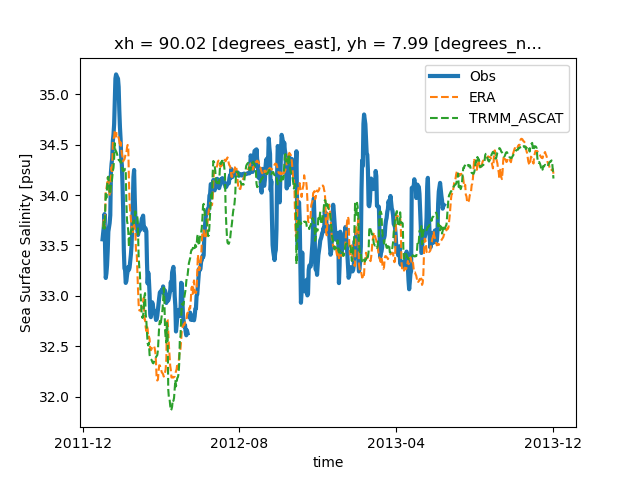 xh = 90.02 [degrees_east], yh = 7.99 [degrees_n...
Obs
ERA
TRMM_ASCAT
Sea Surface Salinity [psu]
35.0
34.5
34.0
33.5
33.0
32.5
32.0
2011-12
2012-08
2013-04
2013-12
time